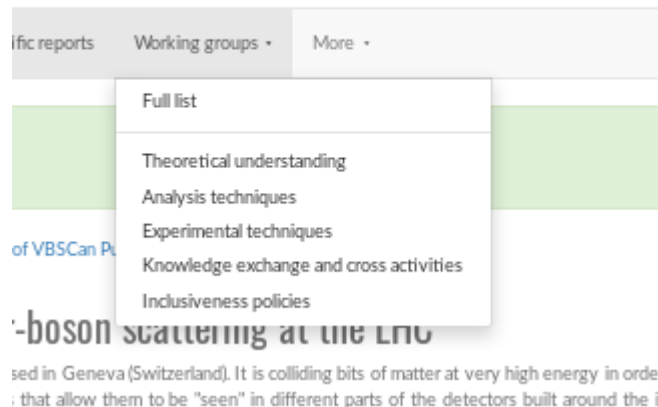 ific reports Working groups More
Full list
Theoretical understanding
Analysis techniques
Experimental techniques
of VBSCan Pu
Knowledge exchange and cross activities
Inclusiveness policies
r-boson scattering at the LHC
sed in Geneva (Switzerland). It is colliding bits of matter at very high energy in orde
s that allow them to be "seen" in different parts of the detectors built around the i